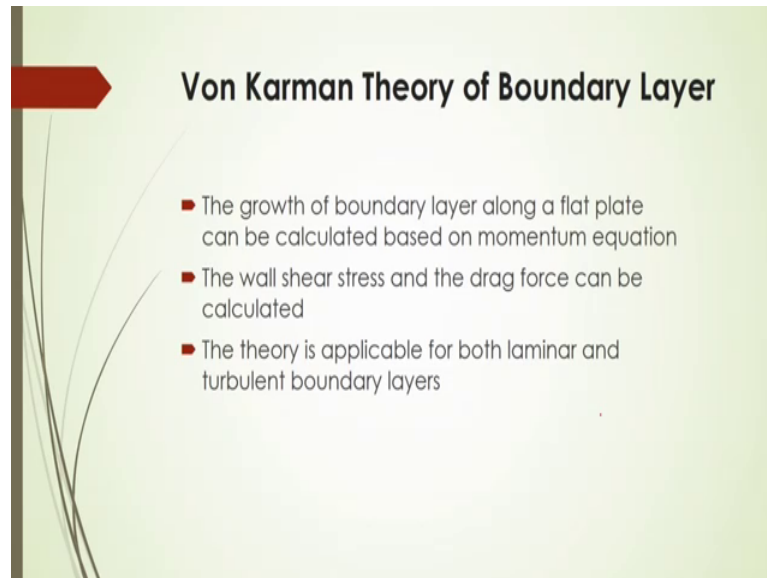 Von Karman Theory of Boundary Layer
The growth of boundary layer along a flat plate
can be calculated based on momentum equation
The wall shear stress and the drag force can be
calculated
The theory is applicable for both laminar and
turbulent boundary layers